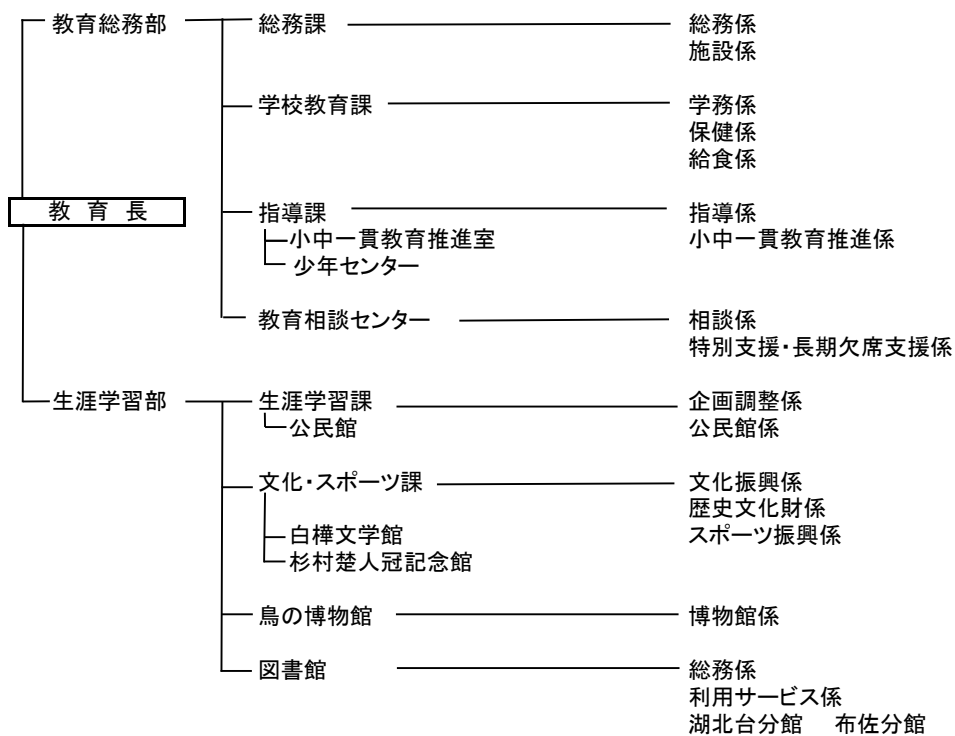 教育総務部 総務課 総務係
施設係
学校教育課 学務係
保健係
給食係
教 育 長
指導課 指導係
小中一貫教育推進室 小中一貫教育推進係
少年センター
教育相談センター 相談係
特別支援・長期欠席支援係
生涯学習部 生涯学習課 企画調整係
公民館 公民館係
文化・スポーツ課 文化振興係
歴史文化財係
白樺文学館 スポーツ振興係
杉村楚人冠記念館
鳥の博物館 博物館係
図書館 総務係
利用サービス係
湖北台分館 布佐分館